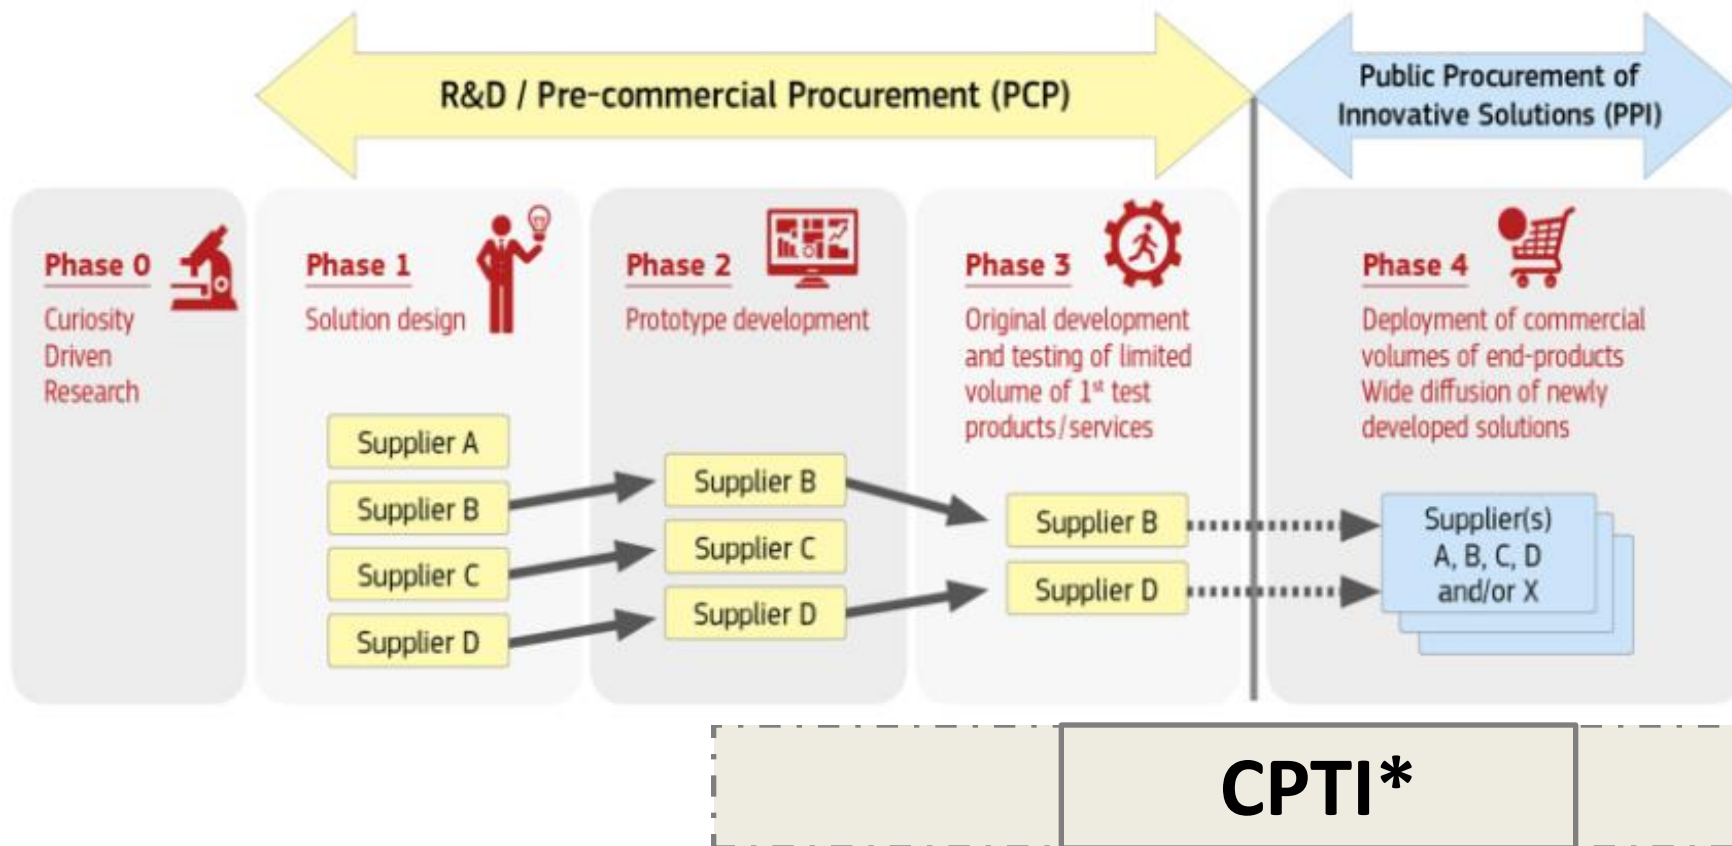 R&D / Pre-commercial Procurement (PCP)
Public Procurement of
Innovative Solutions (PPI)
Phase 0
Curiosity
Driven
Research
Phase 1
Solution design
Supplier A
Supplier B
Supplier C
Supplier D
Phase 2
Prototype development
Supplier B
Supplier C
Supplier D
Phase 3
Original development
and testing of limited
volume of 1st test
products/services
Supplier B
Supplier D
Phase 4
Deployment of commercial
volumes of end-products
Wide diffusion of newly
developed solutions
Supplier(s)
A, B, C, D
and/or X
CPTI*